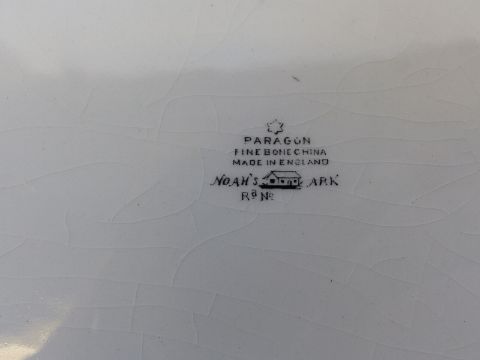 PARAGON
FINE BONE CHINA
MADE IN ENGLAND
NOAH'S ARK
Rd No